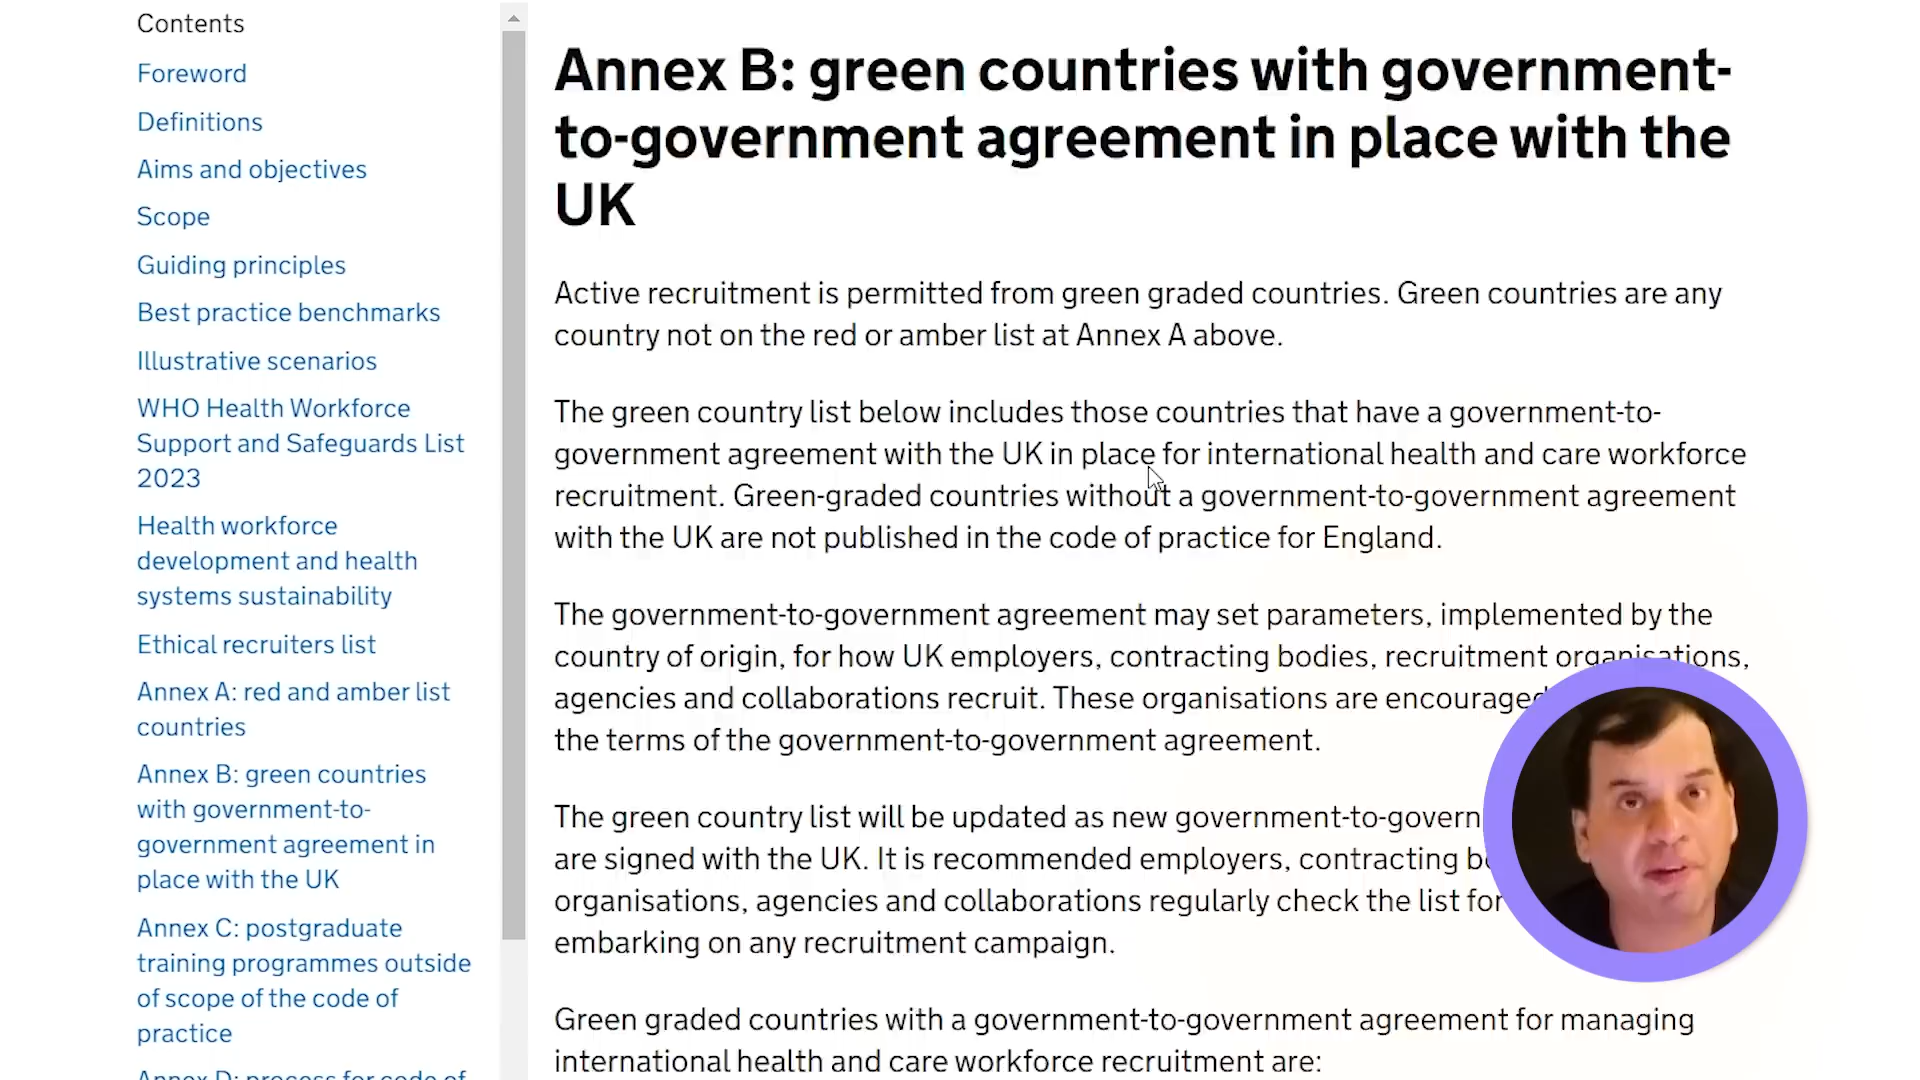 Contents
Foreword
Definitions
Aims and objectives
Scope
Guiding principles
Best practice benchmarks
Illustrative scenarios
WHO Health Workforce
Support and Safeguards List
2023
Health workforce
development and health
systems sustainability
Ethical recruiters list
Annex A: red and amber list
countries
Annex B: green countries
with government-to-
government agreement in
place with the UK
Annex C: postgraduate
training programmes outside
of scope of the code of
practice
Annex D: process for code of
Annex B: green countries with government-
to-government agreement in place with the
UK
Active recruitment is permitted from green graded countries. Green countries are any
country not on the red or amber list at Annex A above.
The green country list below includes those countries that have a government-to-
government agreement with the UK in place for international health and care workforce
recruitment. Green-graded countries without a government-to-government agreement
with the UK are not published in the code of practice for England.
The government-to-government agreement may set parameters, implemented by the
country of origin, for how UK employers, contracting bodies, recruitment organisations,
agencies and collaborations recruit. These organisations are encouraged
the terms of the government-to-government agreement.
The green country list will be updated as new government-to-govern
are signed with the UK. It is recommended employers, contracting
organisations, agencies and collaborations regularly check the list for
embarking on any recruitment campaign.
Green graded countries with a government-to-government agreement for managing
international health and care workforce recruitment are: